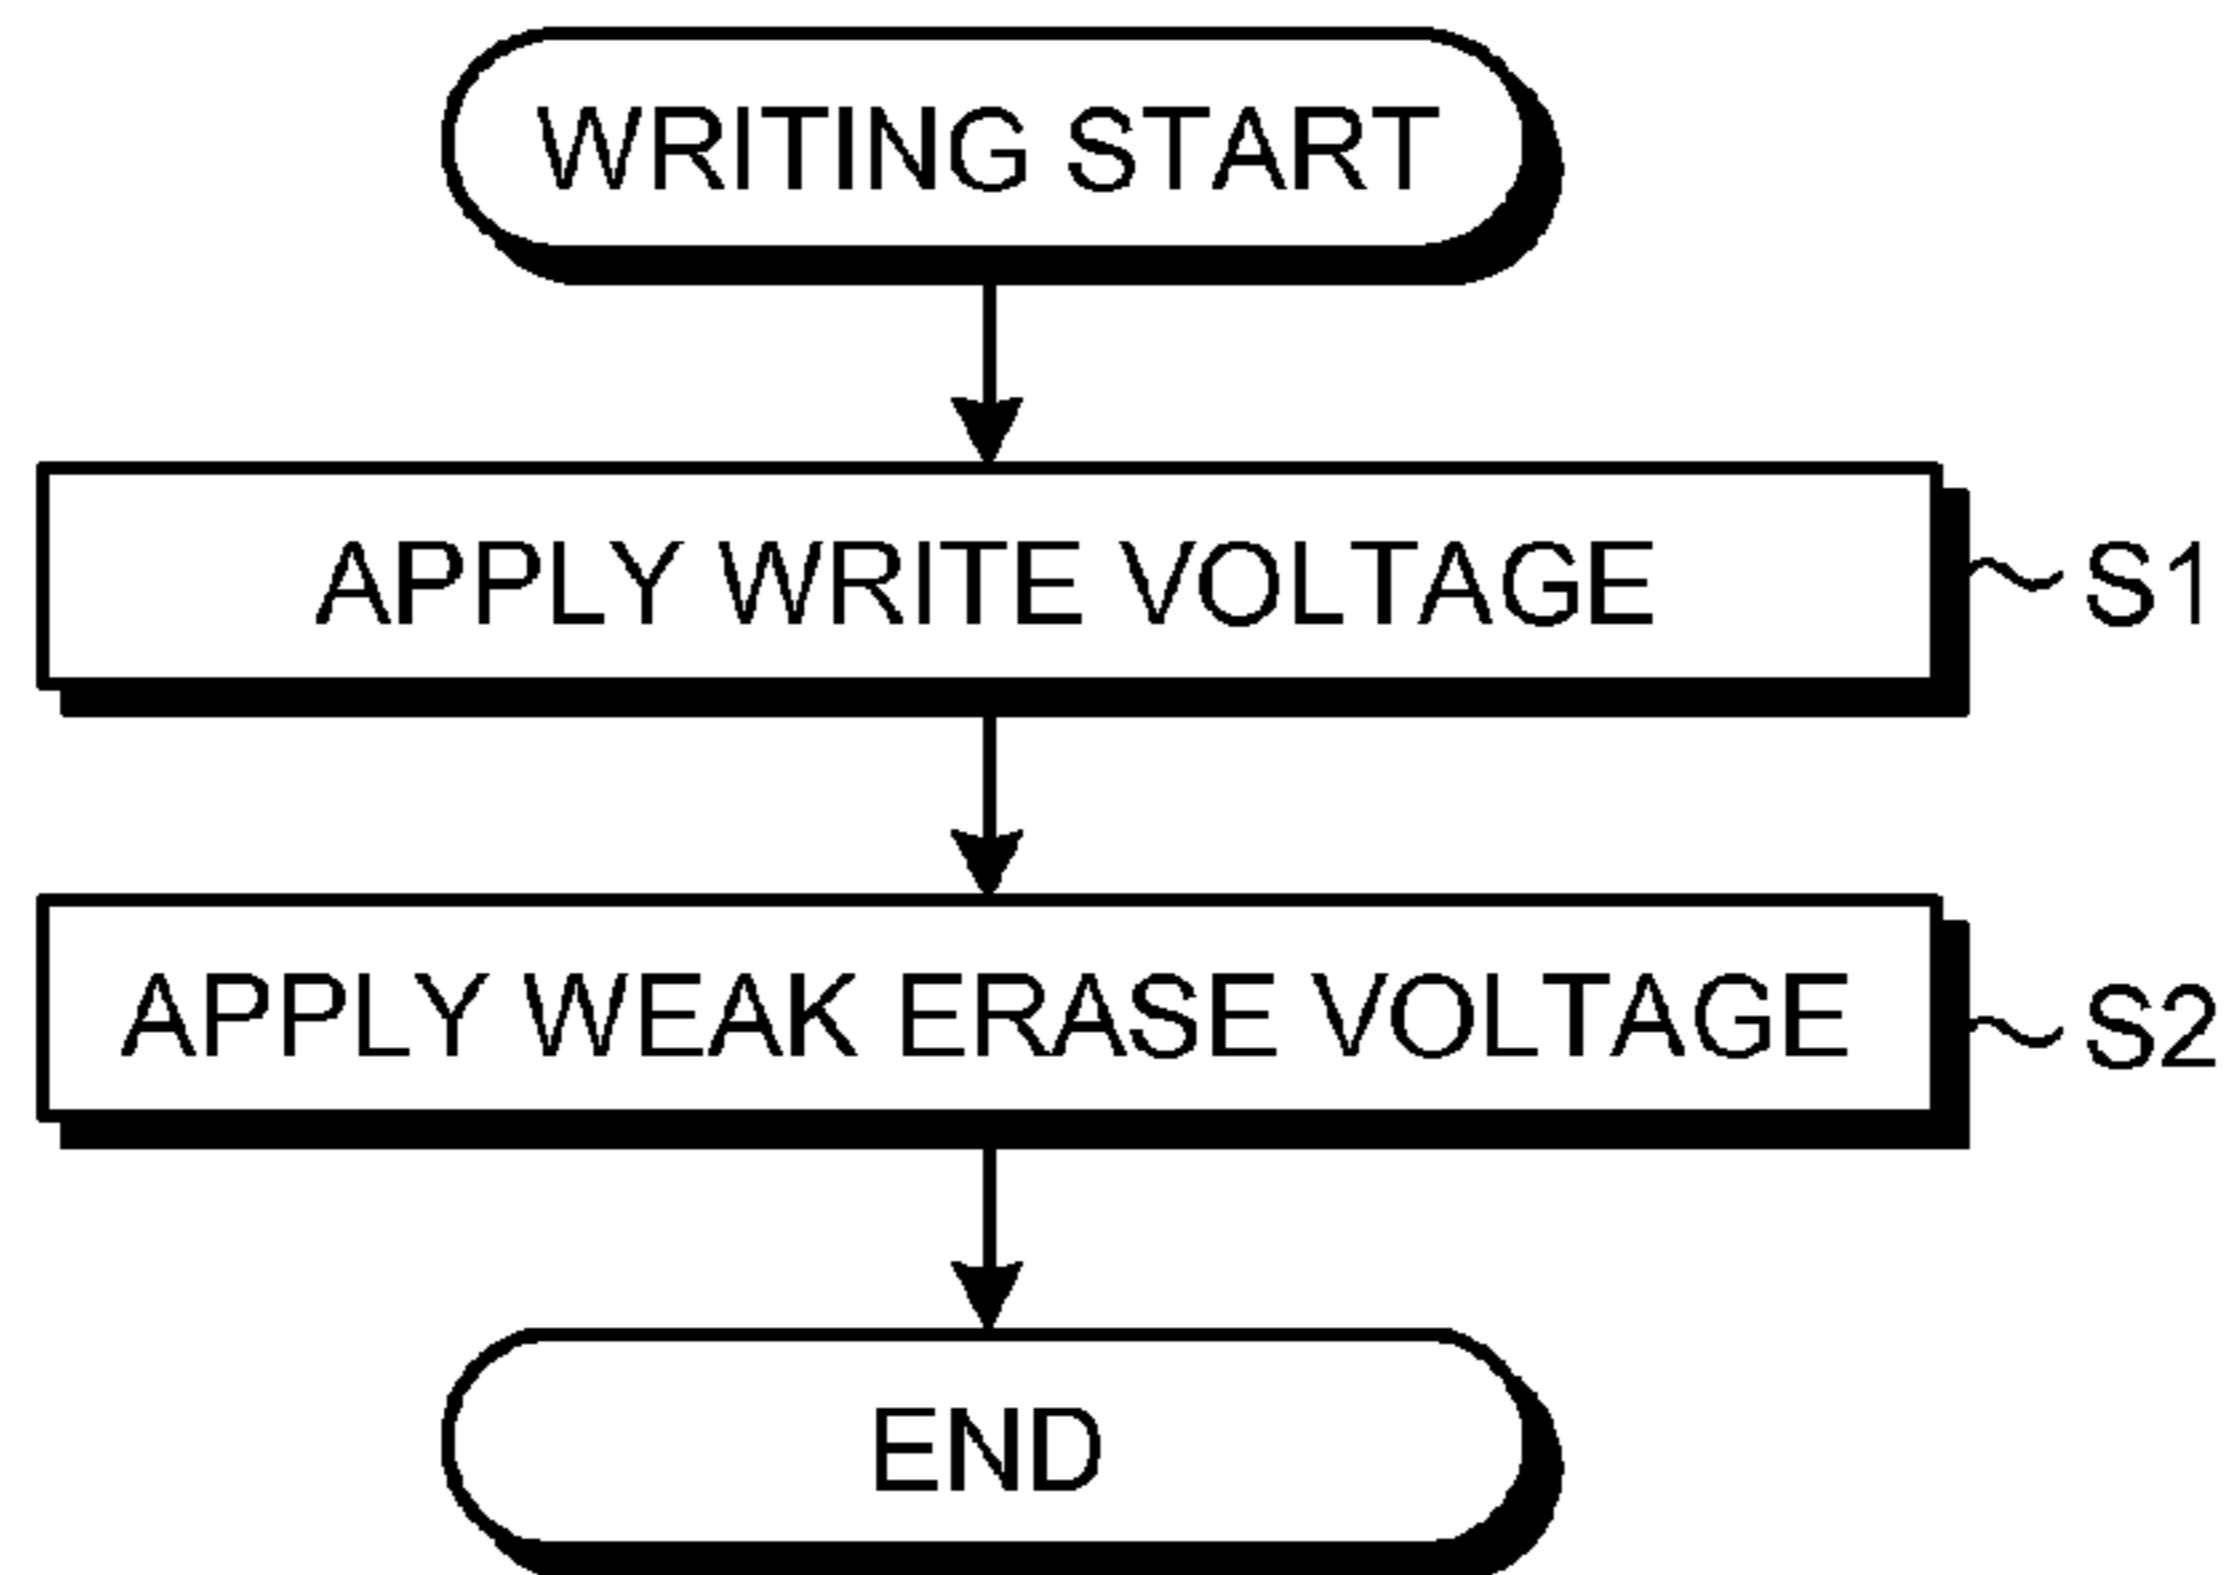 WRITING START
APPLY WRITE VOLTAGE
S1
APPLY WEAK ERASE VOLTAGE
S2
END